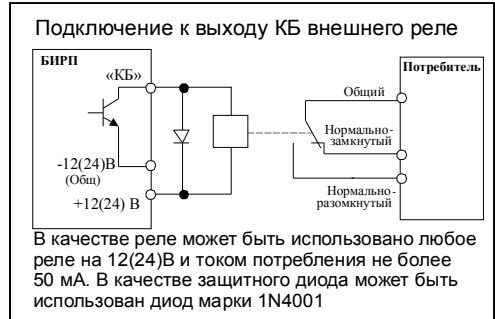 Подключение к выходу КБ внешнего реле
БИРП
«КБ»
-12(24)В
(Общ)
+12(24) В
Потребитель
Общий
Нормально-
замкнутый
Нормально-
разомкнутый
В качестве реле может быть использовано любое
реле на 12(24)В и током потребления не более
50 мА. В качестве защитного диода может быть
использован диод марки 1N4001